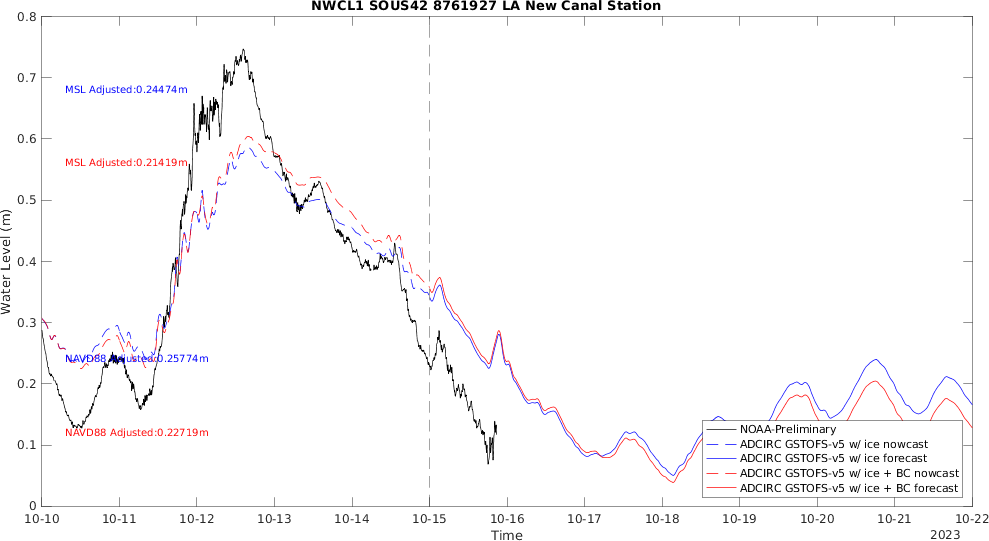 NWCL1 SOUS42 8761927 LA New Canal Station
0.8
0.7
0.6
0.5
0.4
0.3
0.2
0.1
0
Water Level (m)
MSL Adjusted:0.24474m
MSL Adjusted:0.21419m
NAVD88 Adjusted:0.25774m
NAVD88 Adjusted:0.22719m
NOAA-Preliminary
ADCIRC GSTOFS-v5 w/ ice nowcast
ADCIRC GSTOFS-v5 w/ ice forecast
ADCIRC GSTOFS-v5 w/ ice + BC nowcast
ADCIRC GSTOFS-v5 w/ ice + BC forecast
10-10 10-11 10-12 10-13 10-14 10-15 10-16 10-17 10-18 10-19 10-20 10-21 10-22
Time
2023